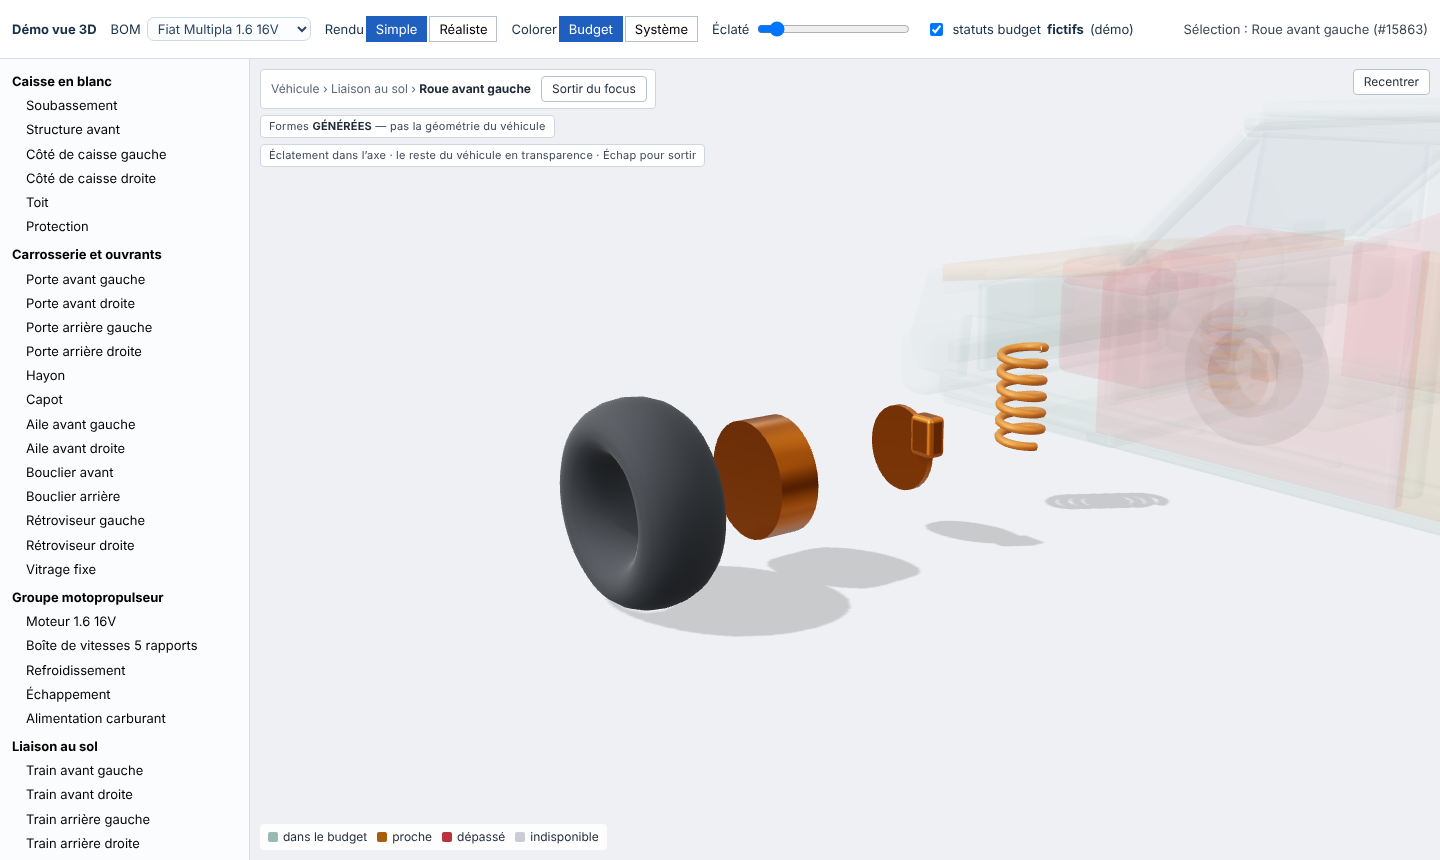 Démo vue 3D BOM Fiat Multipla 1.6 16V Rendu Simple Réaliste Colorer Budget Système Éclaté statuts budget fictifs (démo) Sélection : Roue avant gauche (#15863)
Caisse en blanc
Soubassement
Structure avant
Côté de caisse gauche
Côté de caisse droite
Toit
Protection
Carrosserie et ouvrants
Porte avant gauche
Porte avant droite
Porte arrière gauche
Porte arrière droite
Hayon
Capot
Aile avant gauche
Aile avant droite
Bouclier avant
Bouclier arrière
Rétroviseur gauche
Rétroviseur droite
Vitrage fixe
Groupe motopropulseur
Moteur 1.6 16V
Boîte de vitesses 5 rapports
Refroidissement
Échappement
Alimentation carburant
Liaison au sol
Train avant gauche
Train avant droite
Train arrière gauche
Train arrière droite
Véhicule › Liaison au sol › Roue avant gauche Sortir du focus
Recentrer
Formes GÉNÉRÉES — pas la géométrie du véhicule
Éclatement dans l'axe · le reste du véhicule en transparence · Échap pour sortir
dans le budget proche dépassé indisponible